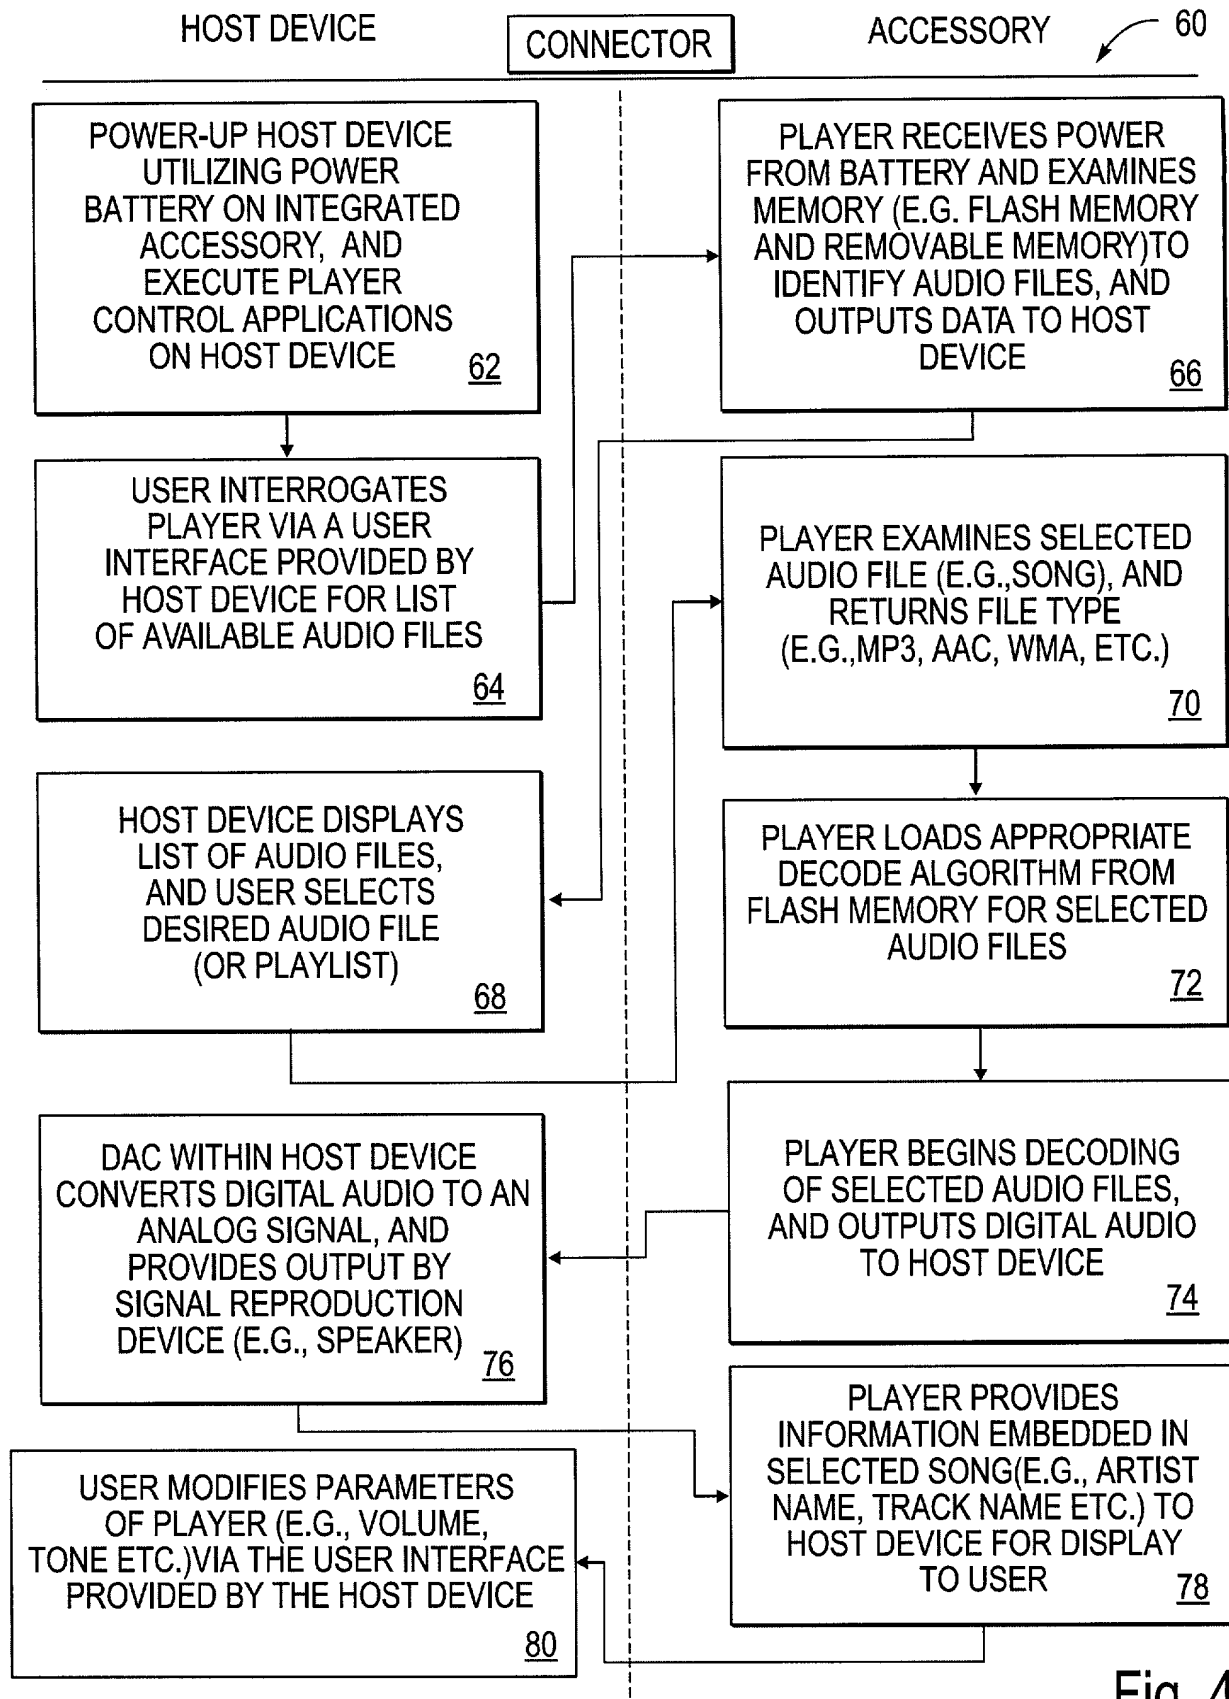 HOST DEVICE
CONNECTOR
ACCESSORY
60
POWER-UP HOST DEVICE
UTILIZING POWER
BATTERY ON INTEGRATED
ACCESSORY, AND
EXECUTE PLAYER
CONTROL APPLICATIONS
ON HOST DEVICE
62
USER INTERROGATES
PLAYER VIA A USER
INTERFACE PROVIDED BY
HOST DEVICE FOR LIST
OF AVAILABLE AUDIO FILES
64
PLAYER RECEIVES POWER
FROM BATTERY AND EXAMINES
MEMORY (E.G. FLASH MEMORY
AND REMOVABLE MEMORY)TO
IDENTIFY AUDIO FILES, AND
OUTPUTS DATA TO HOST
DEVICE
66
HOST DEVICE DISPLAYS
LIST OF AUDIO FILES,
AND USER SELECTS
DESIRED AUDIO FILE
(OR PLAYLIST)
68
PLAYER EXAMINES SELECTED
AUDIO FILE (E.G.,SONG), AND
RETURNS FILE TYPE
(E.G.,MP3, AAC, WMA, ETC.)
70
PLAYER LOADS APPROPRIATE
DECODE ALGORITHM FROM
FLASH MEMORY FOR SELECTED
AUDIO FILES
72
PLAYER BEGINS DECODING
OF SELECTED AUDIO FILES,
AND OUTPUTS DIGITAL AUDIO
TO HOST DEVICE
74
DAC WITHIN HOST DEVICE
CONVERTS DIGITAL AUDIO TO AN
ANALOG SIGNAL, AND
PROVIDES OUTPUT BY
SIGNAL REPRODUCTION
DEVICE (E.G., SPEAKER)
76
PLAYER PROVIDES
INFORMATION EMBEDDED IN
SELECTED SONG(E.G., ARTIST
NAME, TRACK NAME ETC.) TO
HOST DEVICE FOR DISPLAY
TO USER
78
USER MODIFIES PARAMETERS
OF PLAYER (E.G., VOLUME,
TONE ETC.)VIA THE USER INTERFACE
PROVIDED BY THE HOST DEVICE
80
Fig. 4